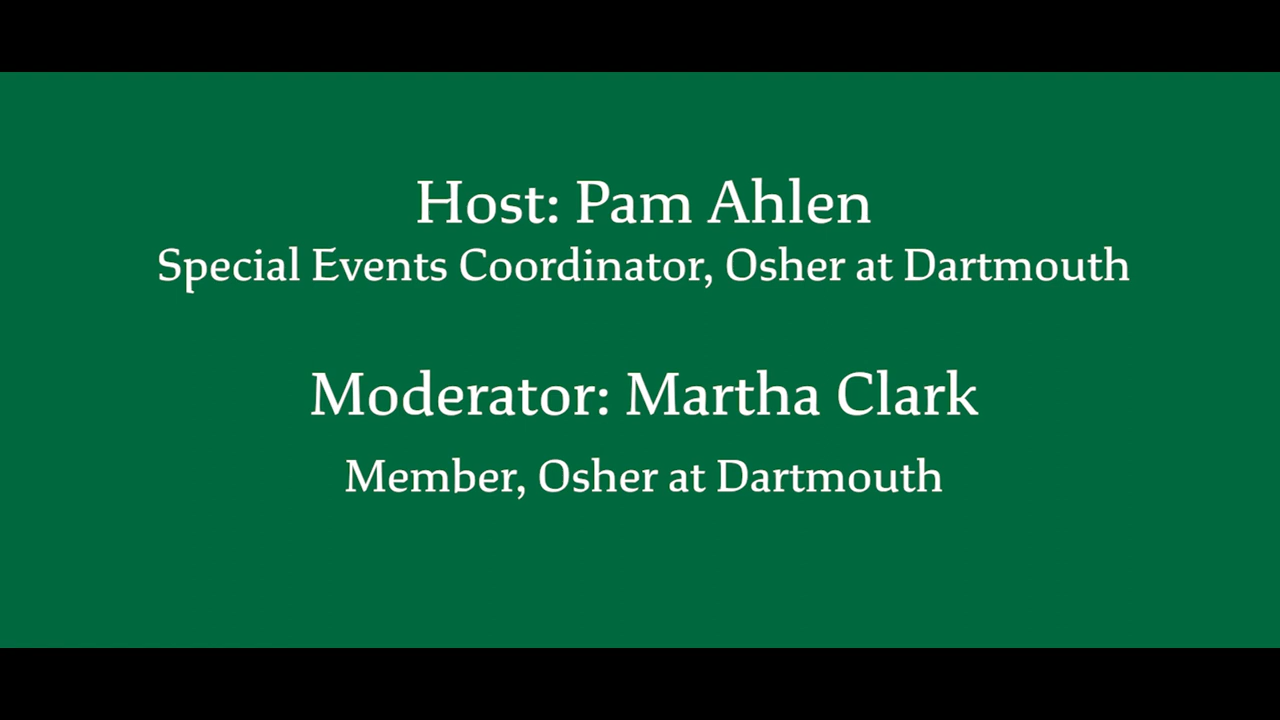 Host: Pam Ahlen
Special Events Coordinator, Osher at Dartmouth
Moderator: Martha Clark
Member, Osher at Dartmouth